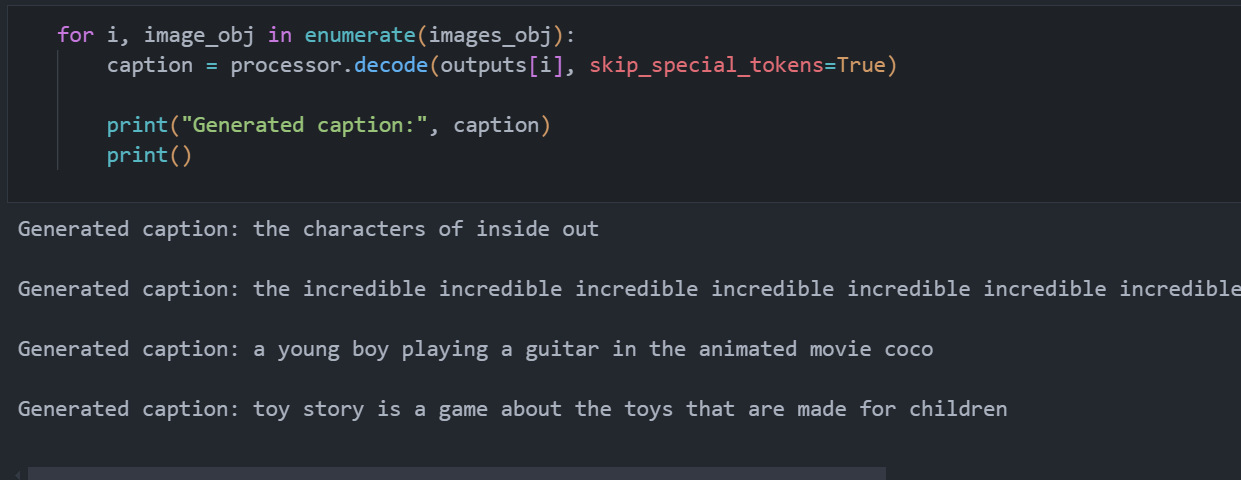 for i, image_obj in enumerate(images_obj):
    caption = processor.decode(outputs[i], skip_special_tokens=True)

    print("Generated caption:", caption)
    print()

Generated caption: the characters of inside out

Generated caption: the incredible incredible incredible incredible incredible incredible incredible

Generated caption: a young boy playing a guitar in the animated movie coco

Generated caption: toy story is a game about the toys that are made for children